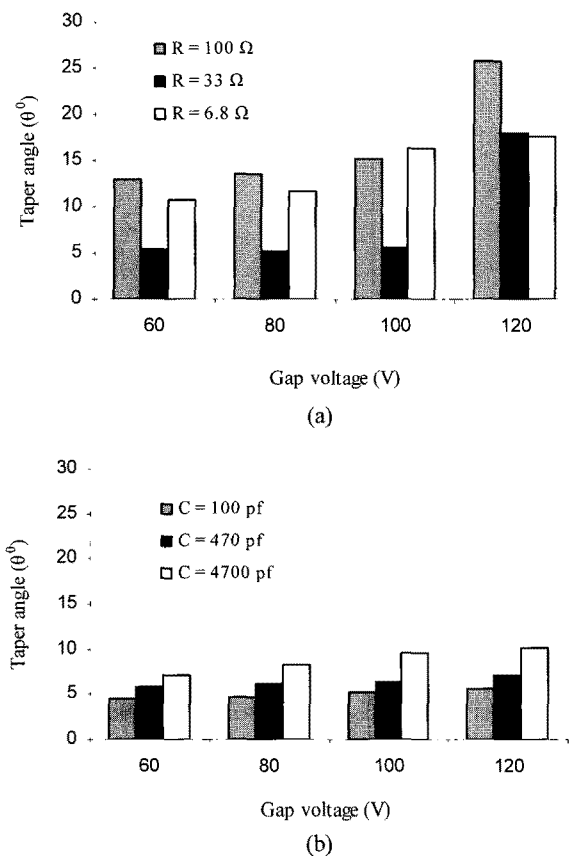 30
25
20
15
10
5
0
Taper angle (θ⁰)
R = 100 Ω
R = 33 Ω
R = 6.8 Ω
60 80 100 120
Gap voltage (V)
(a)
30
25
20
15
10
5
0
Taper angle (θ⁰)
C = 100 pf
C = 470 pf
C = 4700 pf
60 80 100 120
Gap voltage (V)
(b)